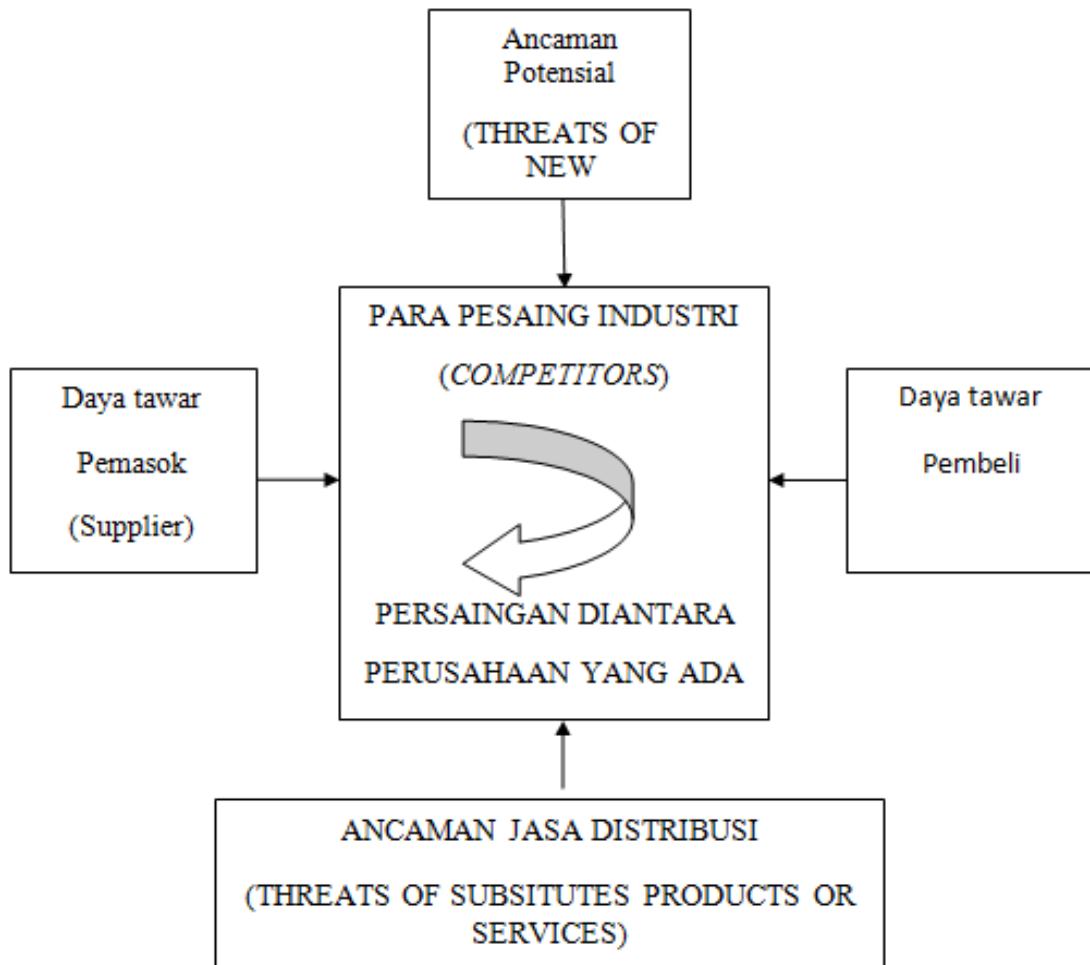 Ancaman
Potensial
(THREATS OF
NEW
PARA PESAING INDUSTRI
(COMPETITORS)
Daya tawar
Pemasok
(Supplier)
Daya tawar
Pembeli
PERSAINGAN DIANTARA
PERUSAHAAN YANG ADA
ANCAMAN JASA DISTRIBUSI
(THREATS OF SUBSITUTES PRODUCTS OR
SERVICES)